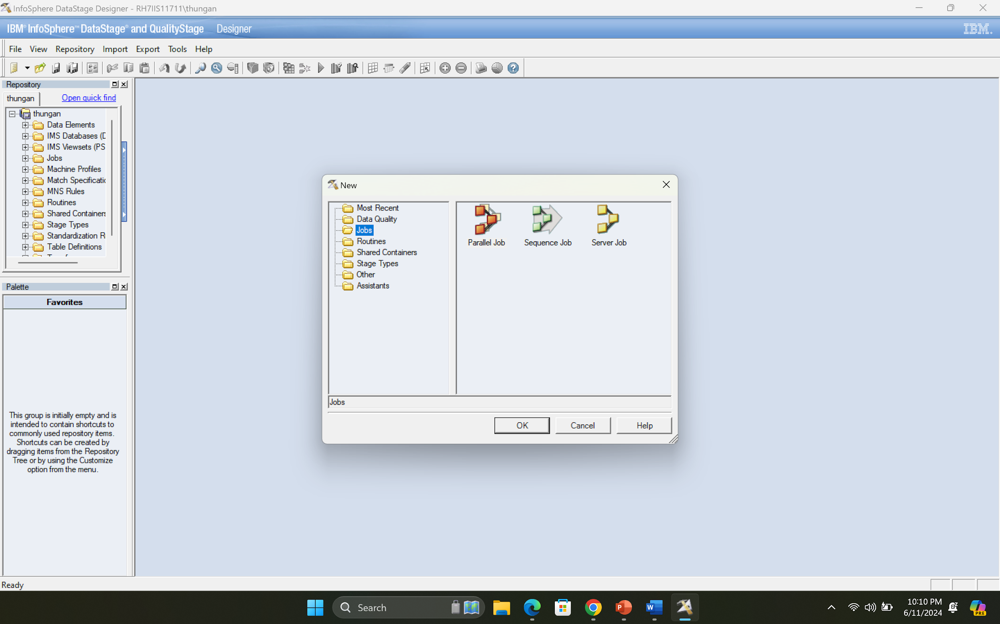 InfoSphere DataStage Designer - RH7IIS11711\thungan
IBM® InfoSphere™ DataStage® and QualityStage Designer
IBM®
File View Repository Import Export Tools Help
Repository
thungan Open quick find
thungan
Data Elements
IMS Databases (D
IMS Viewsets (PS
Jobs
Machine Profiles
Match Specificatio
MNS Rules
Routines
Shared Containers
Stage Types
Standardization R
Table Definitions
Palette
Favorites
This group is initially empty and is
intended to contain shortcuts to
commonly used repository items.
Shortcuts can be created by
dragging items from the Repository
Tree or by using the Customize
option from the menu.
New
Most Recent
Data Quality
Jobs
Routines
Shared Containers
Stage Types
Other
Assistants
Parallel Job Sequence Job Server Job
Jobs
OK Cancel Help
Ready
Search
10:10 PM
6/11/2024
PRE